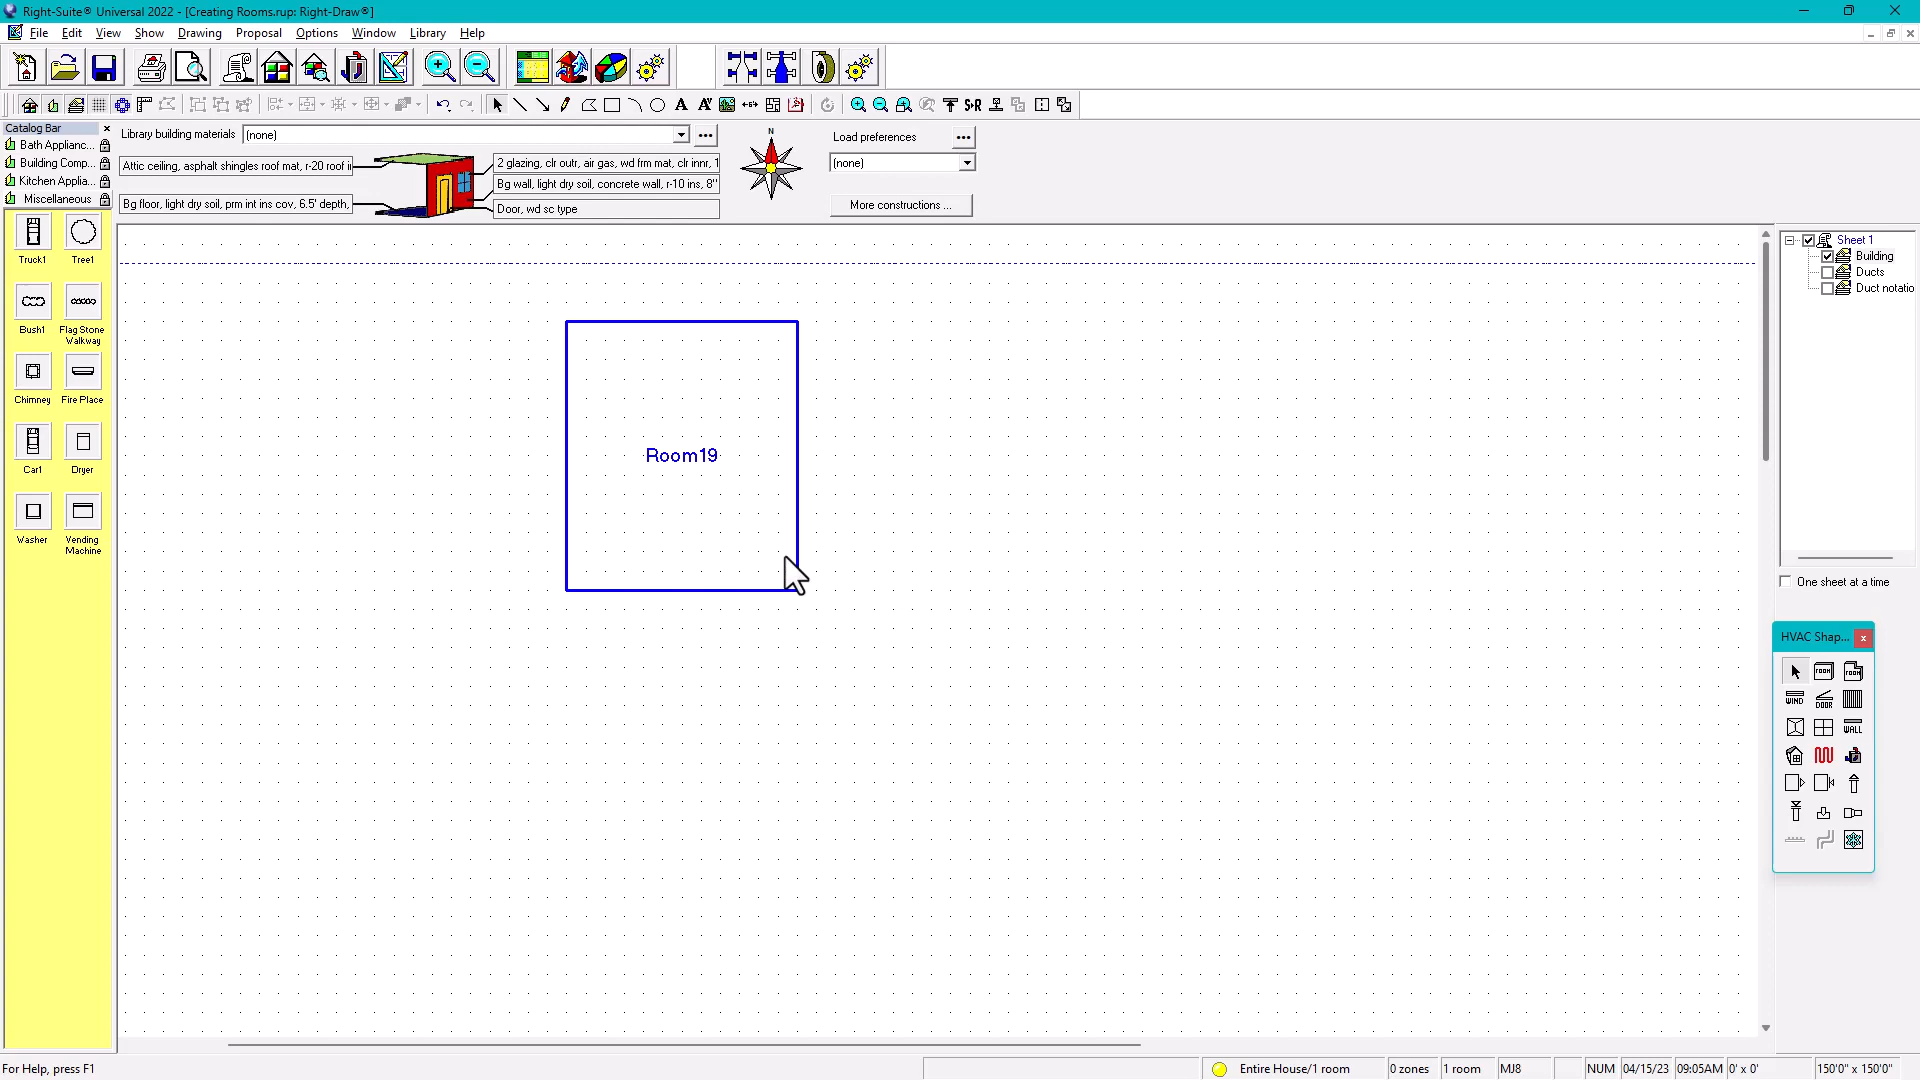 Right-Suite® Universal 2022 - [Creating Rooms.rup: Right-Draw®]
File Edit View Show Drawing Proposal Options Window Library Help
A A S-R
Catalog Bar
Bath Applianc...
Building Comp...
Kitchen Applia...
Miscellaneous
Library building materials (none)
Attic ceiling, asphalt shingles roof mat, r-20 roof i
Bg floor, light dry soil, prm int ins cov, 6.5' depth,
2 glazing, clr outr, air gas, wd frm mat, clr innr, 1
Bg wall, light dry soil, concrete wall, r-10 ins, 8"
Door, wd sc type
N
Load preferences
(none)
More constructions ...
Truck1 Tree1
Bush1 Flag Stone Walkway
Chimney Fire Place
Car1 Dryer
Washer Vending Machine
Room19
Sheet 1
Building
Ducts
Duct notatio
One sheet at a time
HVAC Shap...
ROOM ROOM
WIND DOOR
WALL
For Help, press F1
Entire House/1 room 0 zones 1 room MJ8 NUM 04/15/23 09:05AM 0' x 0' 150'0" x 150'0"